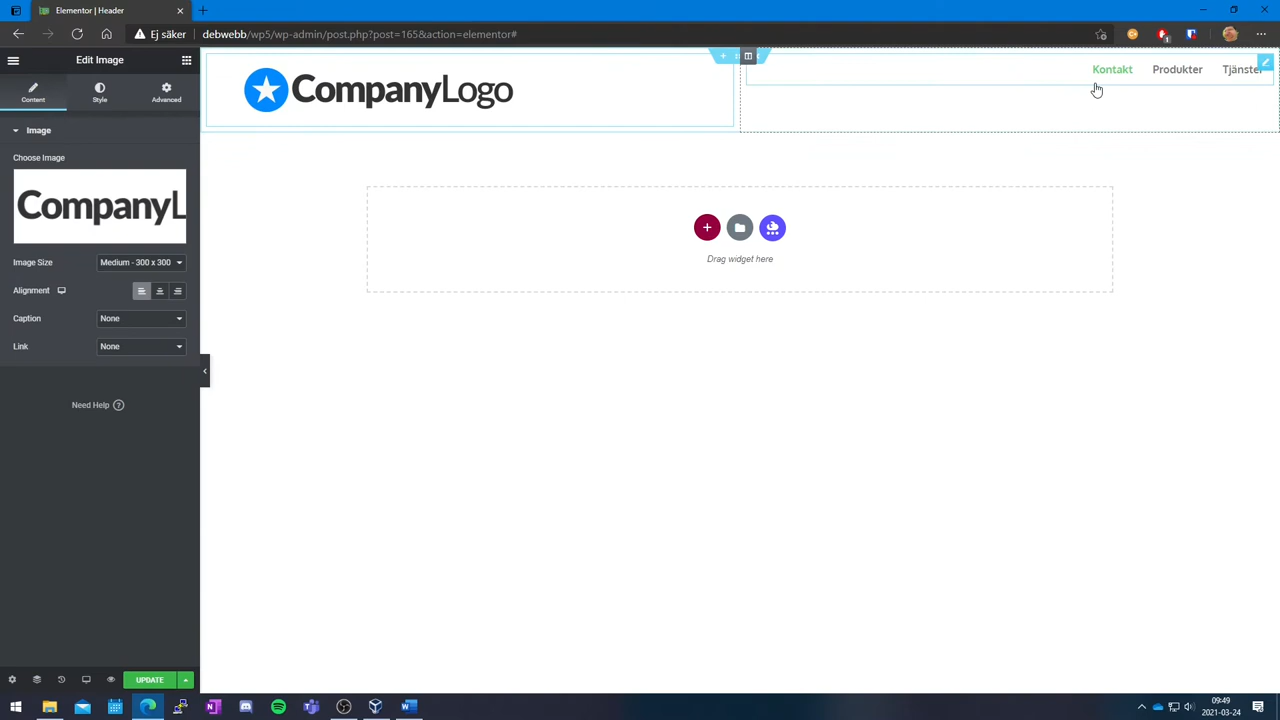 Elementor | Header
Ej säker
debwebb/wp5/wp-admin/post.php?post=165&action=elementor#
Edit Image
Content
Style
Advanced
Image
Choose Image
CompanyL
Image Size
Medium - 300 x 300
Alignment
Caption
None
Link
None
Need Help
UPDATE
CompanyLogo
Kontakt
Produkter
Tjänster
Drag widget here
09:49
2021-03-24